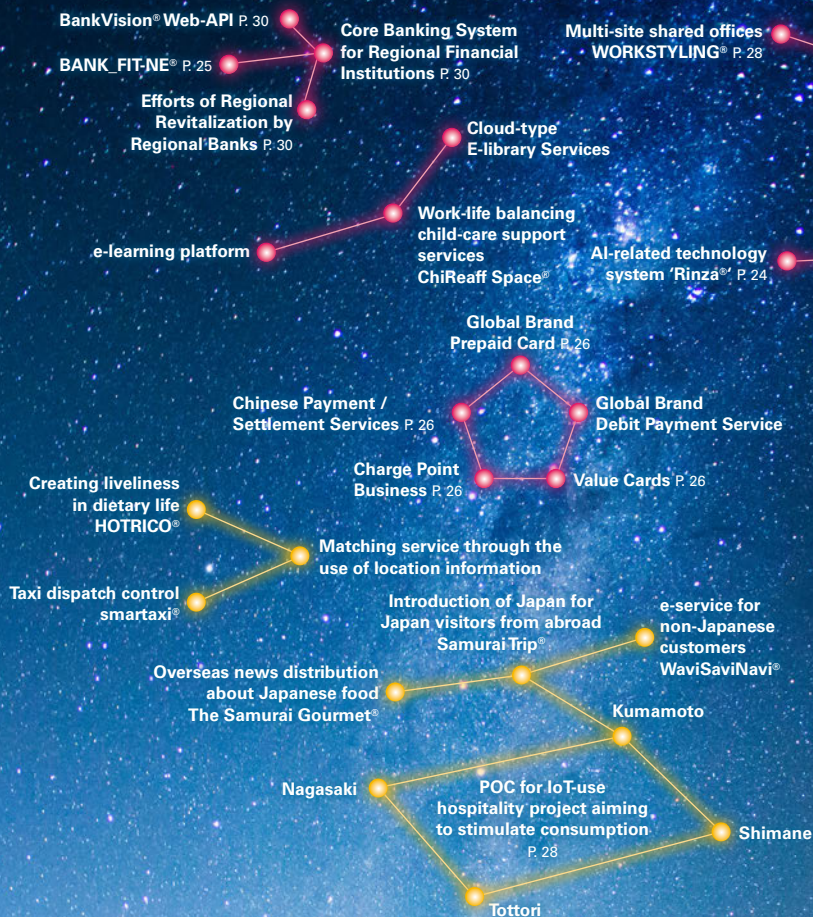 BankVision® Web-API P. 30
BANK_FIT-NE® P. 25
Efforts of Regional
Revitalization by
Regional Banks P. 30
Core Banking System
for Regional Financial
Institutions P. 30
Multi-site shared offices
WORKSTYLING® P. 28
Cloud-type
E-library Services
Work-life balancing
child-care support
services
ChiReaff Space®
e-learning platform
AI-related technology
system ‘Rinza®’ P. 24
Global Brand
Prepaid Card P. 26
Chinese Payment /
Settlement Services P. 26
Global Brand
Debit Payment Service
Charge Point
Business P. 26
Value Cards P. 26
Creating liveliness
in dietary life
HOTRICO®
Matching service through the
use of location information
Taxi dispatch control
smartaxi®
Introduction of Japan for
Japan visitors from abroad
Samurai Trip®
e-service for
non-Japanese
customers
WaviSaviNavi®
Overseas news distribution
about Japanese food
The Samurai Gourmet®
Kumamoto
Nagasaki
POC for IoT-use
hospitality project aiming
to stimulate consumption
P. 28
Shimane
Tottori